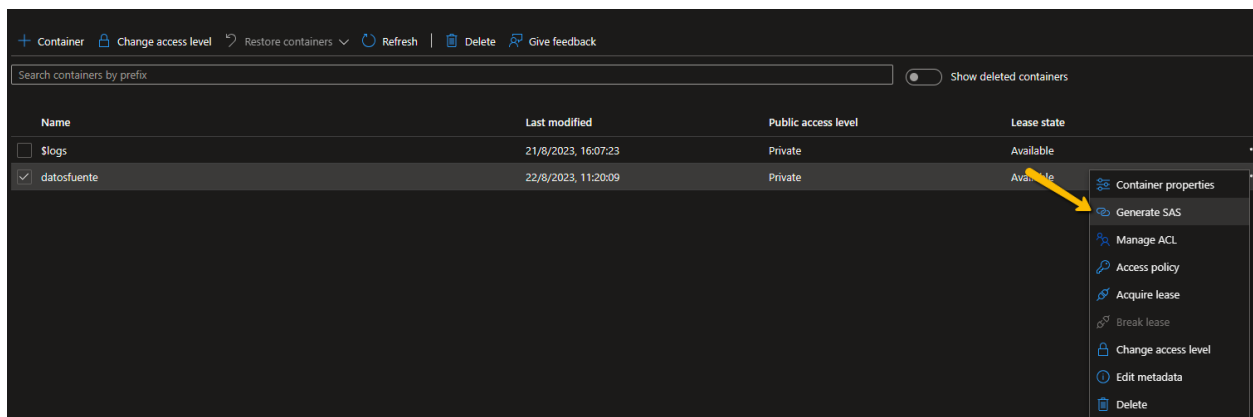 Container Change access level Restore containers Refresh Delete Give feedback
Search containers by prefix Show deleted containers
Name Last modified Public access level Lease state
$logs 21/8/2023, 16:07:23 Private Available
datosfuente 22/8/2023, 11:20:09 Private
Container properties
Generate SAS
Manage ACL
Access policy
Acquire lease
Break lease
Change access level
Edit metadata
Delete